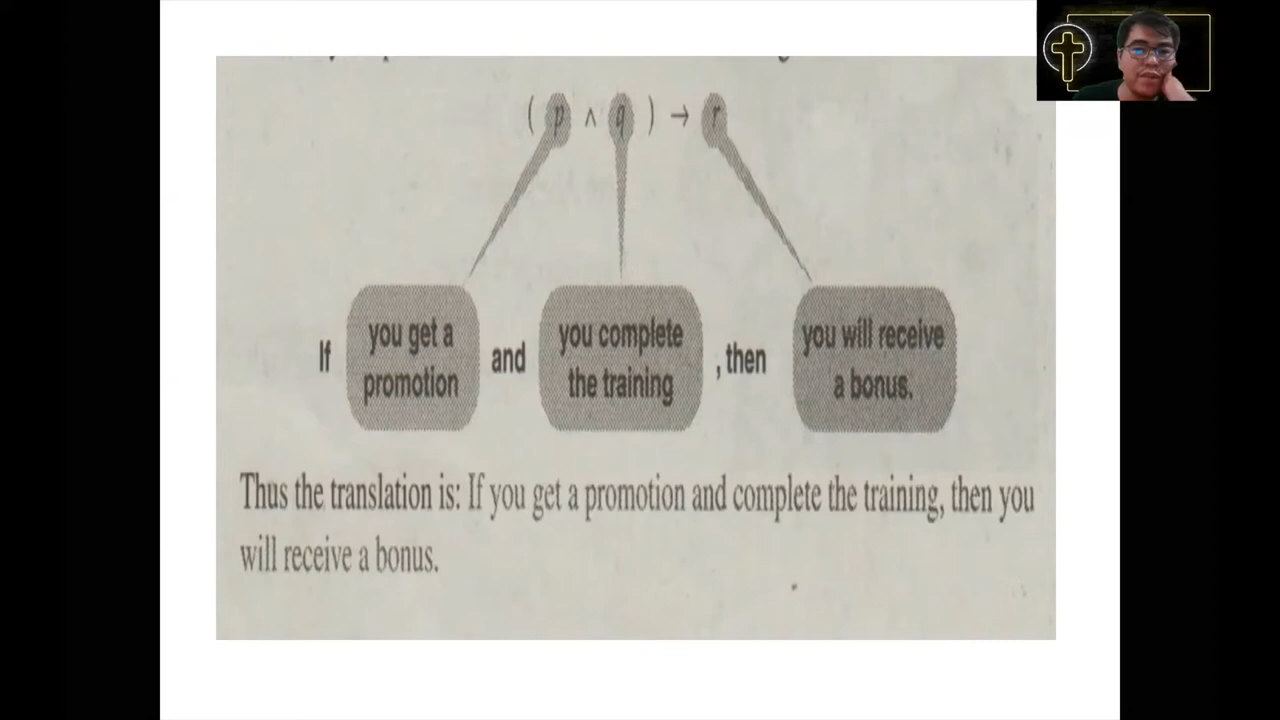 ( p ∧ q ) → r
If you get a promotion and you complete the training , then you will receive a bonus.
Thus the translation is: If you get a promotion and complete the training, then you
will receive a bonus.